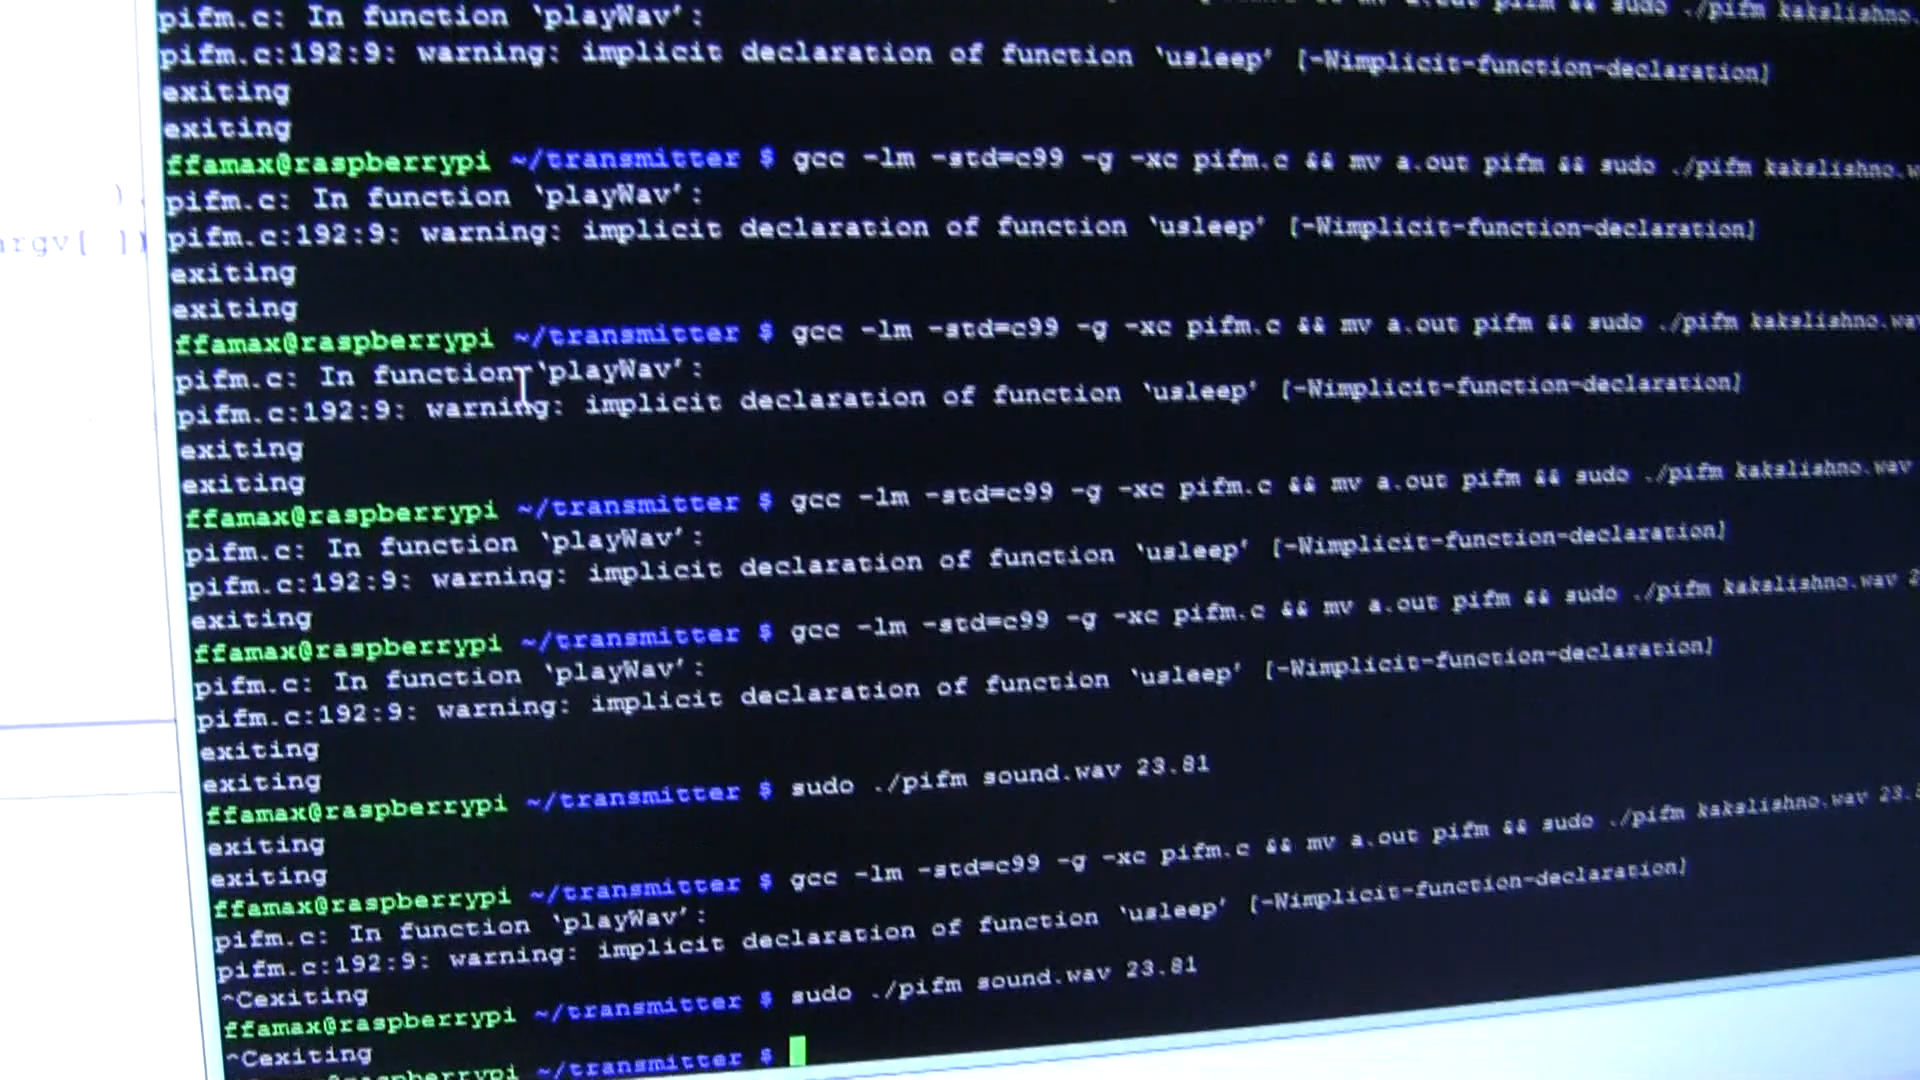 pifm.c: In function ‘playWav’:
pifm.c:192:9: warning: implicit declaration of function ‘usleep’ [-Wimplicit-function-declaration]
exiting
exiting
ffamax@raspberrypi ~/transmitter $ gcc -lm -std=c99 -g -xc pifm.c && mv a.out pifm && sudo ./pifm kakslishno.w
pifm.c: In function ‘playWav’:
pifm.c:192:9: warning: implicit declaration of function ‘usleep’ [-Wimplicit-function-declaration]
argv[ ])
exiting
exiting
ffamax@raspberrypi ~/transmitter $ gcc -lm -std=c99 -g -xc pifm.c && mv a.out pifm && sudo ./pifm kakslishno.wav
pifm.c: In function ‘playWav’:
pifm.c:192:9: warning: implicit declaration of function ‘usleep’ [-Wimplicit-function-declaration]
exiting
exiting
ffamax@raspberrypi ~/transmitter $ gcc -lm -std=c99 -g -xc pifm.c && mv a.out pifm && sudo ./pifm kakslishno.wav
pifm.c: In function ‘playWav’:
pifm.c:192:9: warning: implicit declaration of function ‘usleep’ [-Wimplicit-function-declaration]
exiting
ffamax@raspberrypi ~/transmitter $ gcc -lm -std=c99 -g -xc pifm.c && mv a.out pifm && sudo ./pifm kakslishno.wav 2
pifm.c: In function ‘playWav’:
pifm.c:192:9: warning: implicit declaration of function ‘usleep’ [-Wimplicit-function-declaration]
exiting
exiting
ffamax@raspberrypi ~/transmitter $ sudo ./pifm sound.wav 23.81
exiting
exiting
ffamax@raspberrypi ~/transmitter $ gcc -lm -std=c99 -g -xc pifm.c && mv a.out pifm && sudo ./pifm kakslishno.wav 23.8
pifm.c: In function ‘playWav’:
pifm.c:192:9: warning: implicit declaration of function ‘usleep’ [-Wimplicit-function-declaration]
^Cexiting
ffamax@raspberrypi ~/transmitter $ sudo ./pifm sound.wav 23.81
^Cexiting
ffamax@raspberrypi ~/transmitter $